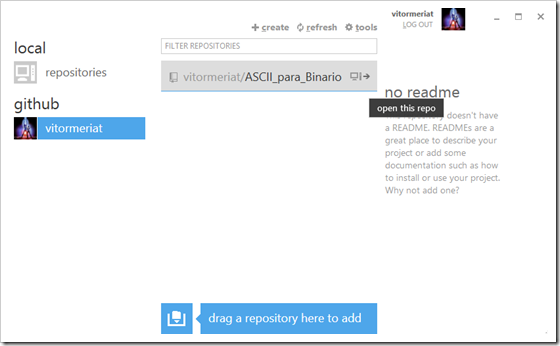 vitormeriat
LOG OUT
create refresh tools
local
repositories
github
vitormeriat
FILTER REPOSITORIES
vitormeriat/ASCII_para_Binario
open this repo
no readme
repository doesn't have
a README. READMEs are a
great place to describe your
project or add some
documentation such as how
to install or use your project.
Why not add one?
drag a repository here to add